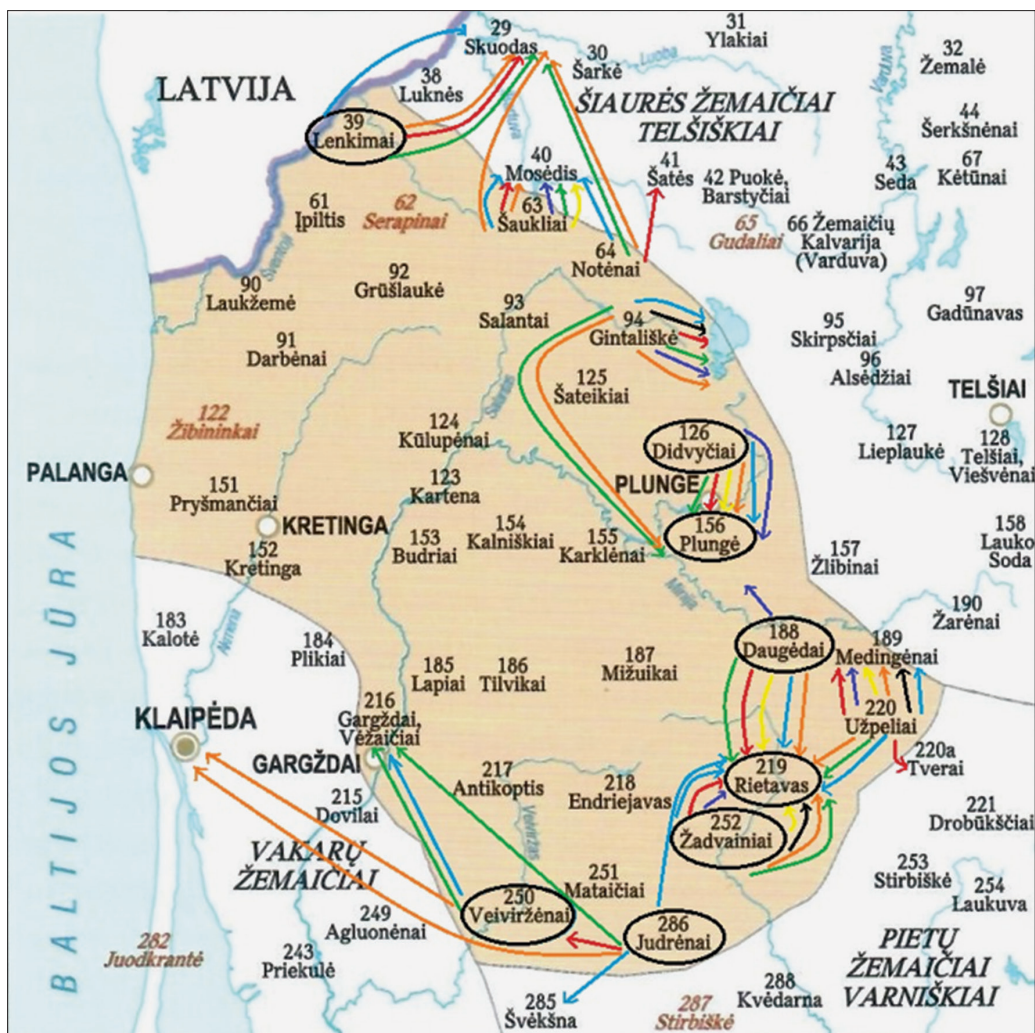 29
Skuodas
31
Ylakiai
30
Šarkė
Luoba
32
Žemalė
Varduva
38
Luknės
LATVIJA
ŠIAURĖS ŽEMAIČIAI
TELŠIŠKIAI
39
Lenkimai
44
Šerkšnėnai
40
Mosėdis
41
Šatės
42 Puokė,
Barstyčiai
43
Seda
67
Kėtūnai
61
Įpiltis
62
Serapinai
63
Šaukliai
65
Gudaliai
66 Žemaičių
Kalvarija
(Varduva)
64
Notėnai
Šventoji
90
Laukžemė
92
Grūšlaukė
93
Salantai
94
Gintališkė
95
Skirpsčiai
97
Gadūnavas
91
Darbėnai
96
Alsėdžiai
125
Šateikiai
Salantas
TELŠIAI
122
Žibininkai
124
Kūlupėnai
126
Didvyčiai
127
Lieplaukė
128
Telšiai,
Viešvėnai
PALANGA
151
Pryšmančiai
123
Kartena
PLUNGĖ
KRETINGA
152
Kretinga
153
Budriai
154
Kalniškiai
155
Karklėnai
156
Plungė
157
Žlibinai
158
Lauko
Soda
Minija
BALTIJOS JŪRA
183
Kalotė
184
Plikiai
185
Lapiai
186
Tilvikai
187
Mižuikai
188
Daugėdai
189
Medingėnai
190
Žarėnai
216
Gargždai,
Vėžaičiai
220
Užpeliai
KLAIPĖDA
GARGŽDAI
217
Antikoptis
218
Endriejavas
219
Rietavas
220a
Tverai
215
Dovilai
Veiviržas
221
Drobūkščiai
252
Žadvainiai
VAKARŲ
ŽEMAIČIAI
251
Mataičiai
253
Stirbiškė
254
Laukuva
250
Veiviržėnai
249
Agluonėnai
286
Judrėnai
282
Juodkrantė
243
Priekulė
PIETŲ
ŽEMAIČIAI
VARNIŠKIAI
285
Švėkšna
287
Stirbiškė
288
Kvėdarna